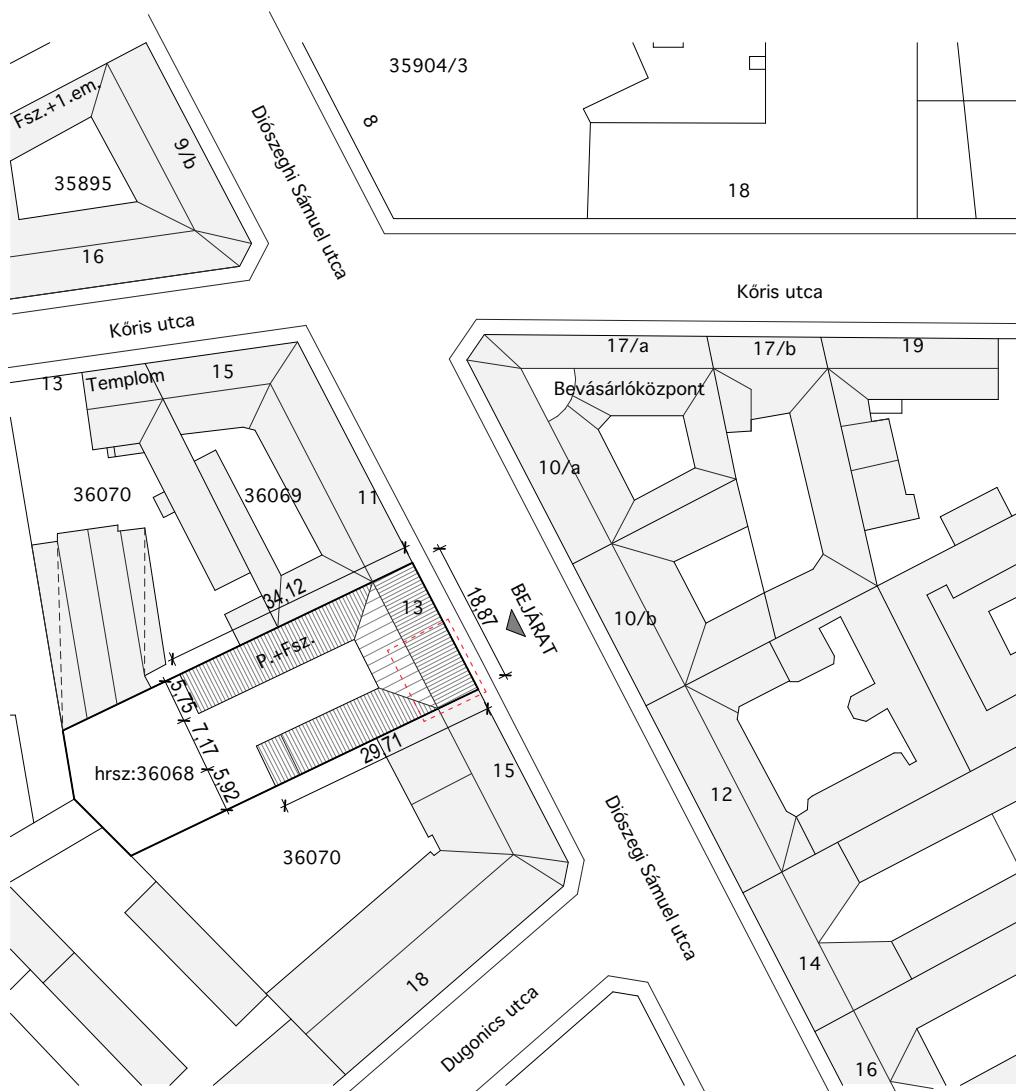 35904/3
Fsz.+1.em.
9/b
Diószeghi Sámuel utca
8
35895
18
16
Kőris utca
Kőris utca
17/a
17/b
19
13
Templom
15
Bevásárlóközpont
10/a
36070
36069
11
34,12
13
18,87
BEJÁRAT
10/b
P.+Fsz.
5,75
7,17
5,92
29,71
hrsz:36068
15
12
Diószegi Sámuel utca
36070
14
18
Dugonics utca
16